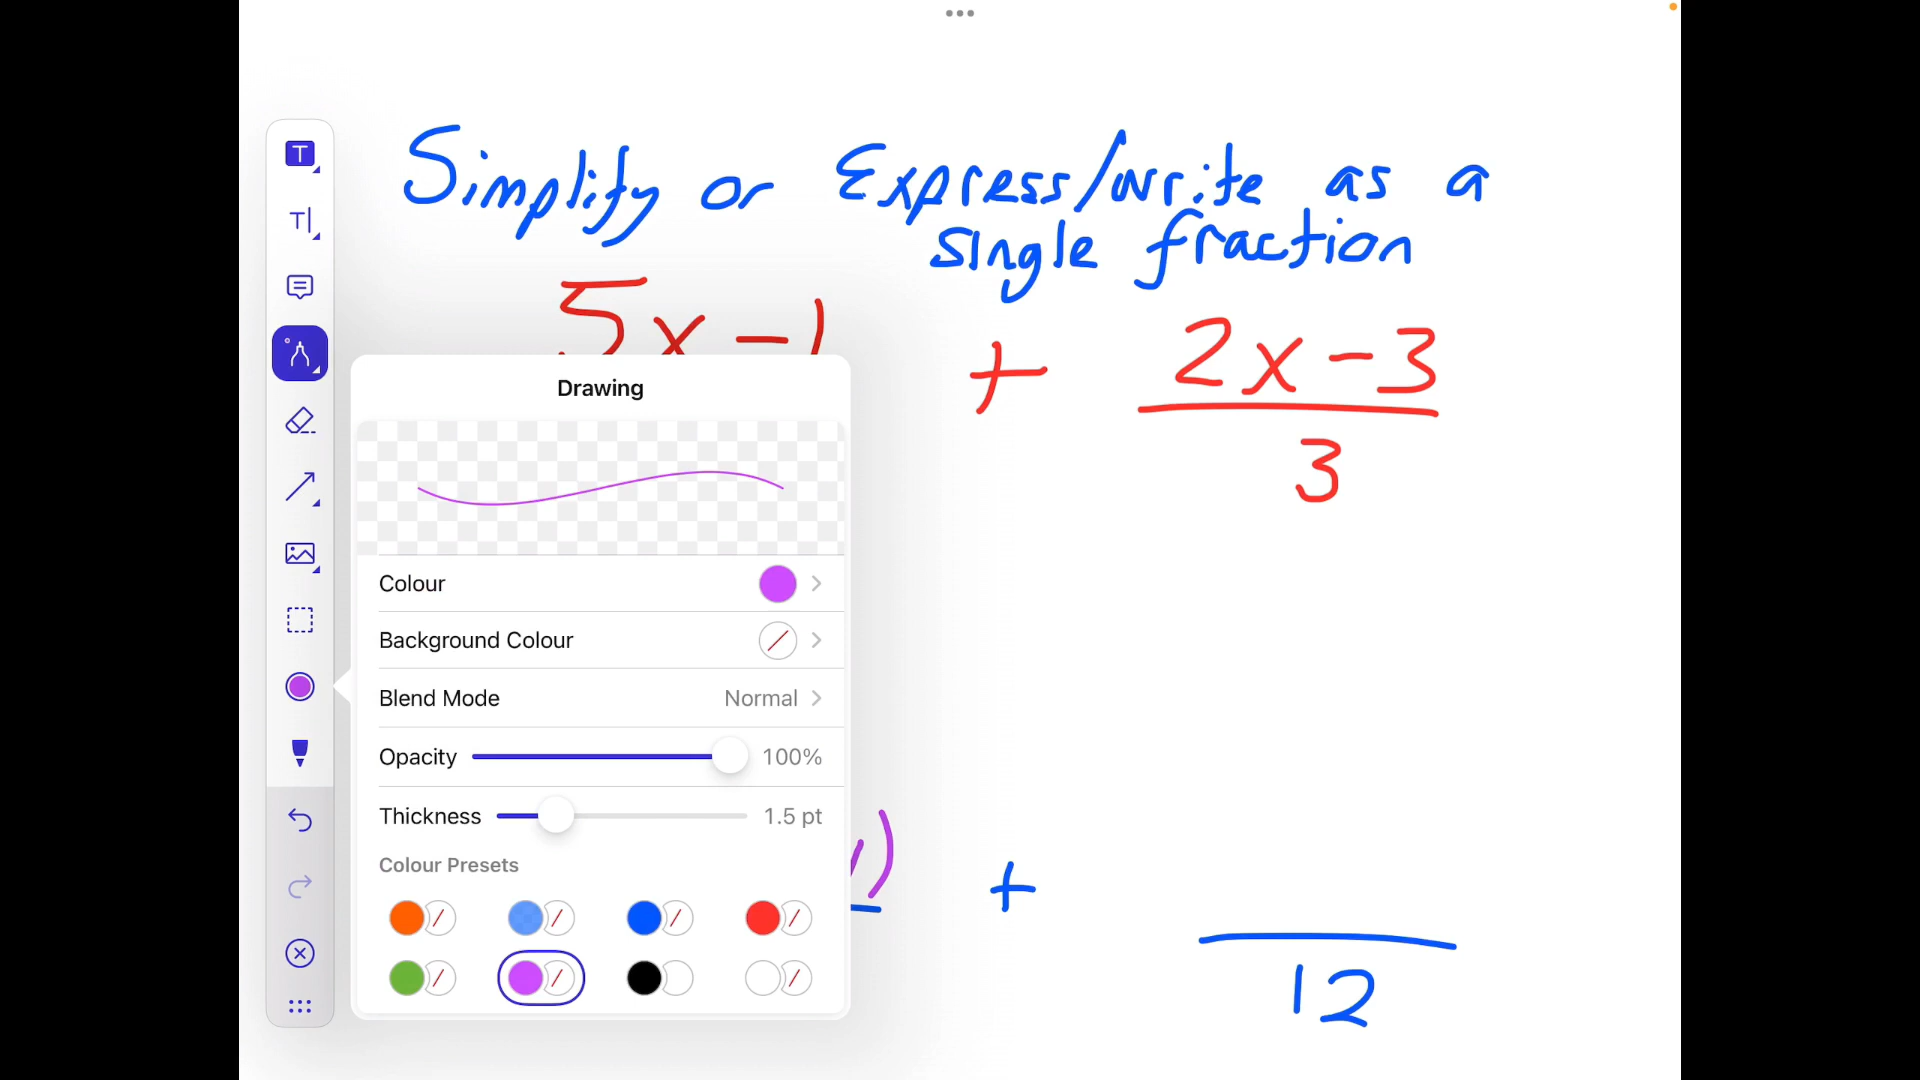 Simplify or Express/write as a
single fraction
5x-1 + 2x-3
3
T
T
Drawing
Colour
Background Colour
Blend Mode Normal
Opacity 100%
Thickness 1.5 pt
Colour Presets
) +
12